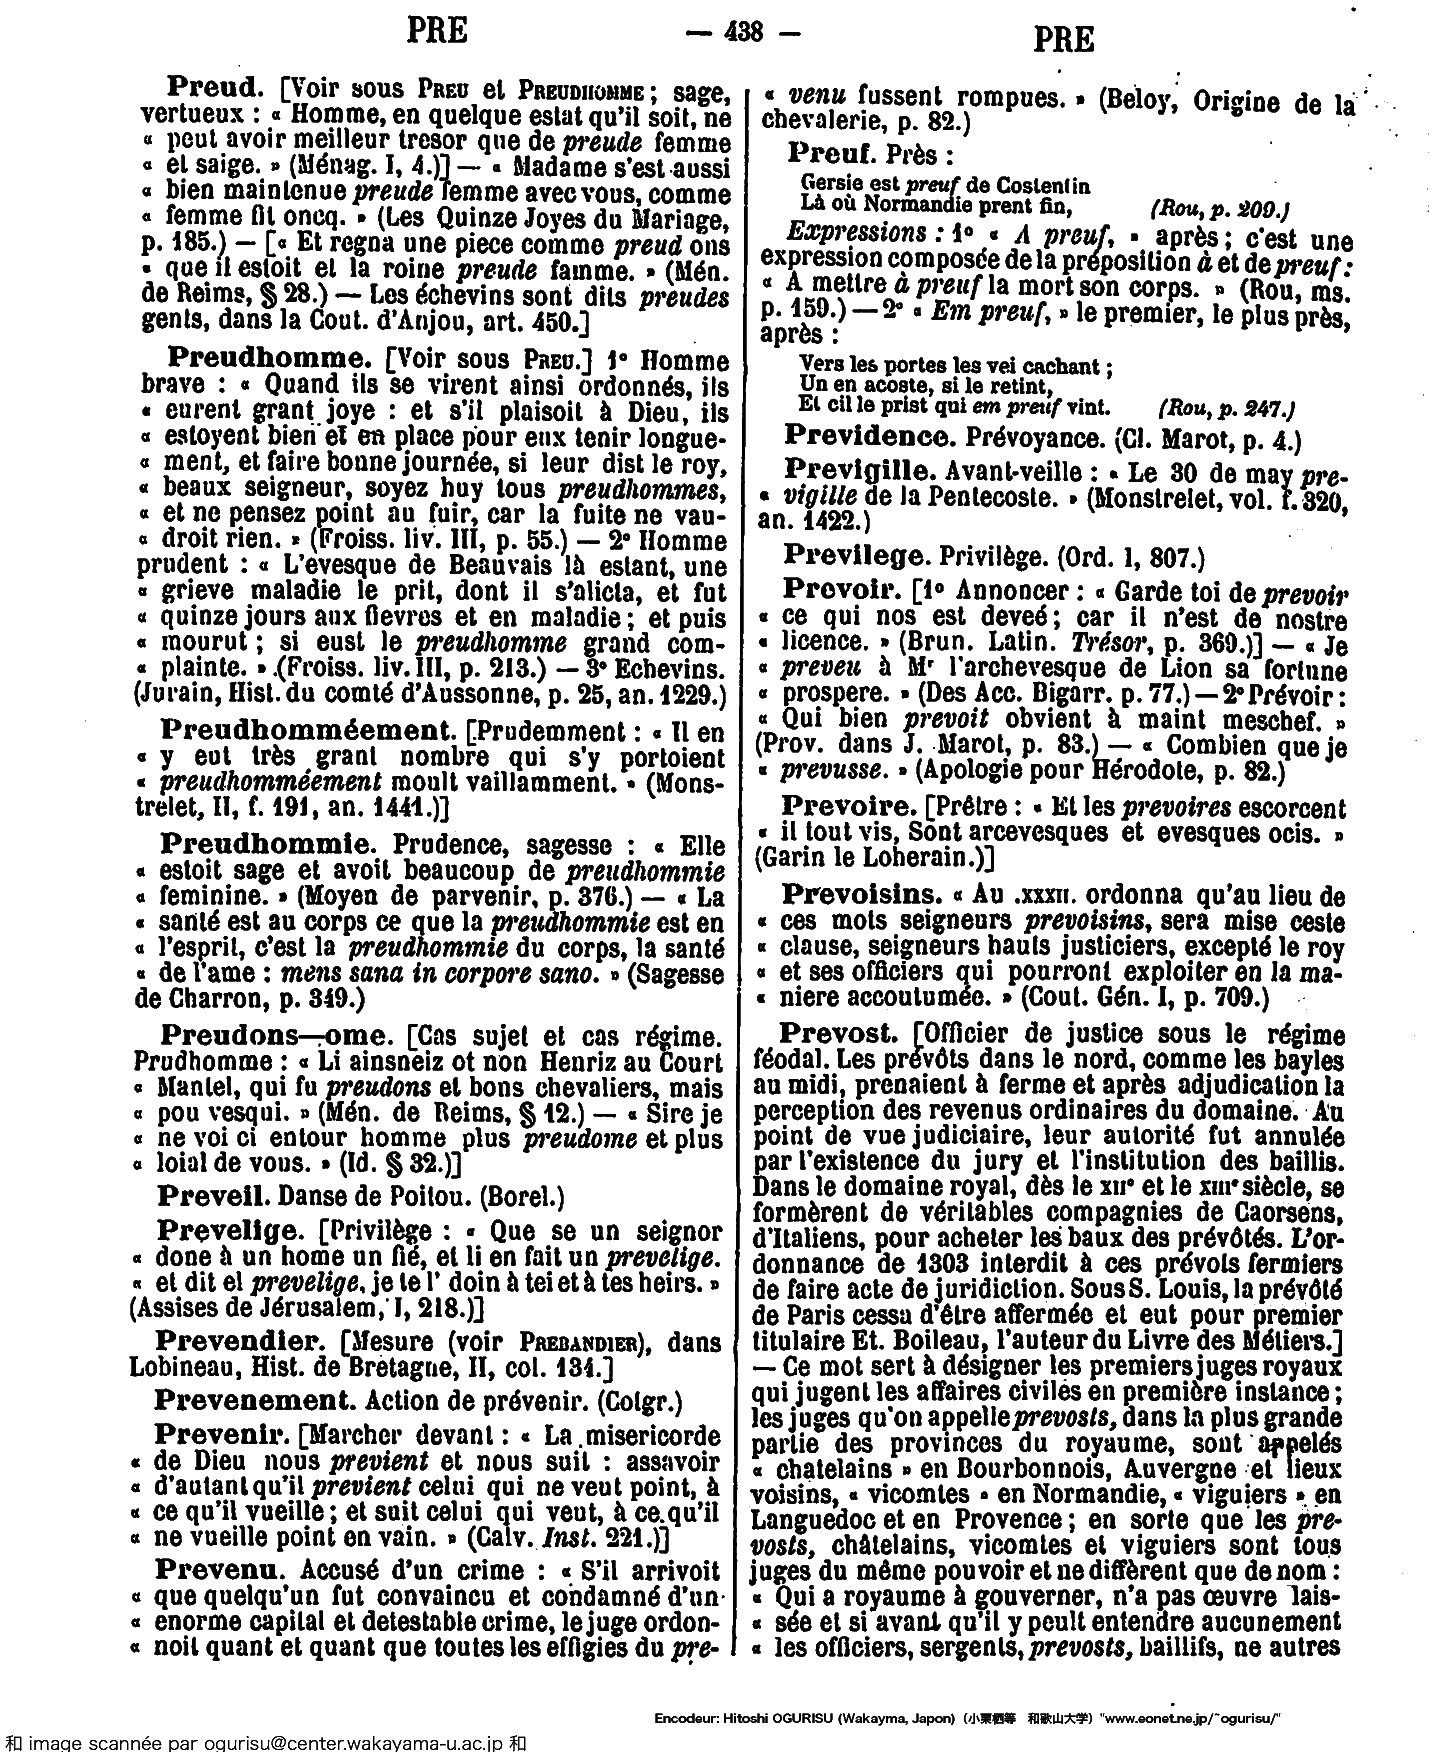 PRE — 438 — PRE
Preud. [Voir sous PREU et PREUDHOMME ; sage,
vertueux : « Homme, en quelque estat qu'il soit, ne
« peut avoir meilleur tresor que de preude femme
« et saige. » (Ménag. I, 4.)] — « Madame s'est aussi
« bien maintenue preude femme avec vous, comme
« femme fit oncq. » (Les Quinze Joyes du Mariage,
p. 185.) — [« Et regna une piece comme preud ons
« que il estoit et la roine preude famme. » (Mén.
de Reims, § 28.) — Les échevins sont dits preudes
gents, dans la Cout. d'Anjou, art. 450.]
Preudhomme. [Voir sous PREU.] 1° Homme
brave : « Quand ils se virent ainsi ordonnés, ils
« eurent grant joye : et s'il plaisoit à Dieu, ils
« estoyent bien et en place pour eux tenir longue-
« ment, et faire bonne journée, si leur dist le roy,
« beaux seigneur, soyez huy tous preudhommes,
« et ne pensez point au fuir, car la fuite ne vau-
« droit rien. » (Froiss. liv. III, p. 55.) — 2° Homme
prudent : « L'evesque de Beauvais là estant, une
« grieve maladie le prit, dont il s'alicta, et fut
« quinze jours aux fievres et en maladie ; et puis
« mourut ; si eust le preudhomme grand com-
« plainte. » (Froiss. liv. III, p. 213.) — 3° Echevins.
(Jurain, Hist. du comté d'Aussonne, p. 25, an. 1229.)
Preudhomméement. [Prudemment : « Il en
« y eut très grant nombre qui s'y portoient
« preudhomméement moult vaillamment. » (Mons-
trelet, II, f. 191, an. 1441.)]
Preudhommie. Prudence, sagesse : « Elle
« estoit sage et avoit beaucoup de preudhommie
« feminine. » (Moyen de parvenir, p. 376.) — « La
« santé est au corps ce que la preudhommie est en
« l'esprit, c'est la preudhommie du corps, la santé
« de l'ame : mens sana in corpore sano. » (Sagesse
de Charron, p. 349.)
Preudons—ome. [Cas sujet et cas régime.
Prudhomme : « Li ainsneiz ot non Henriz au Court
« Mantel, qui fu preudons et bons chevaliers, mais
« pou vesqui. » (Mén. de Reims, § 12.) — « Sire je
« ne voi ci entour homme plus preudome et plus
« loial de vous. » (Id. § 32.)]
Preveil. Danse de Poitou. (Borel.)
Prevelige. [Privilège : « Que se un seignor
« done à un home un fié, et li en fait un prevelige.
« et dit el prevelige, je te l' doin à tei et à tes heirs. »
(Assises de Jérusalem, I, 218.)]
Prevendier. [Mesure (voir PREBANDIER), dans
Lobineau, Hist. de Bretagne, II, col. 134.]
Prevenement. Action de prévenir. (Cotgr.)
Prevenir. [Marcher devant : « La misericorde
« de Dieu nous previent et nous suit : assavoir
« d'autant qu'il previent celui qui ne veut point, à
« ce qu'il vueille ; et suit celui qui veut, à ce qu'il
« ne vueille point en vain. » (Calv. Inst. 221.)]
Prevenu. Accusé d'un crime : « S'il arrivoit
« que quelqu'un fut convaincu et condamné d'un
« enorme capital et detestable crime, le juge ordon-
« noit quant et quant que toutes les effigies du pre-
« venu fussent rompues. » (Beloy, Origine de la
chevalerie, p. 82.)
Preuf. Près :
Gersie est preuf de Costentin
Là où Normandie prent fin, (Rou, p. 209.)
Expressions : 1° « A preuf, » après ; c'est une
expression composée de la préposition à et de preuf :
« A mettre à preuf la mort son corps. » (Rou, ms.
p. 159.) — 2° « Em preuf, » le premier, le plus près,
après :
Vers les portes les vei cachant ;
Un en acoste, si le retint,
Et cil le prist qui em preuf vint. (Rou, p. 247.)
Previdence. Prévoyance. (Cl. Marot, p. 4.)
Previgille. Avant-veille : « Le 30 de may pre-
« vigille de la Pentecoste. » (Monstrelet, vol. f. 320,
an. 1422.)
Previlege. Privilège. (Ord. I, 807.)
Prevoir. [1° Annoncer : « Garde toi de prevoir
« ce qui nos est deveé ; car il n'est de nostre
« licence. » (Brun. Latin. Trésor, p. 369.)] — « Je
« preveu à Mr l'archevesque de Lion sa fortune
« prospere. » (Des Acc. Bigarr. p. 77.) — 2° Prévoir :
« Qui bien prevoit obvient à maint meschef. »
(Prov. dans J. Marot, p. 83.) — « Combien que je
« prevusse. » (Apologie pour Hérodote, p. 82.)
Prevoire. [Prêtre : « Et les prevoires escorcent
« il tout vis, Sont arcevesques et evesques ocis. »
(Garin le Loherain.)]
Prevoisins. « Au .XXXII. ordonna qu'au lieu de
« ces mots seigneurs prevoisins, sera mise ceste
« clause, seigneurs hauts justiciers, excepté le roy
« et ses officiers qui pourront exploiter en la ma-
« niere accoutumée. » (Cout. Gén. I, p. 709.)
Prevost. [Officier de justice sous le régime
féodal. Les prévôts dans le nord, comme les bayles
au midi, prenaient à ferme et après adjudication la
perception des revenus ordinaires du domaine. Au
point de vue judiciaire, leur autorité fut annulée
par l'existence du jury et l'institution des baillis.
Dans le domaine royal, dès le XIIe et le XIIIe siècle, se
formèrent de véritables compagnies de Caorsens,
d'Italiens, pour acheter les baux des prévôtés. L'or-
donnance de 1303 interdit à ces prévots fermiers
de faire acte de juridiction. Sous S. Louis, la prévôté
de Paris cessa d'être affermée et eut pour premier
titulaire Et. Boileau, l'auteur du Livre des Métiers.]
— Ce mot sert à désigner les premiers juges royaux
qui jugent les affaires civiles en première instance ;
les juges qu'on appelle prevosts, dans la plus grande
partie des provinces du royaume, sont appelés
« chatelains » en Bourbonnois, Auvergne et lieux
voisins, « vicomtes » en Normandie, « viguiers » en
Languedoc et en Provence ; en sorte que les pre-
vosts, châtelains, vicomtes et viguiers sont tous
juges du même pouvoir et ne diffèrent que de nom :
« Qui a royaume à gouverner, n'a pas œuvre lais-
« sée et si avant qu'il y peult entendre aucunement
« les officiers, sergents, prevosts, baillifs, ne autres
Encodeur: Hitoshi OGURISU (Wakayma, Japon)（小栗栖等 和歌山大学）"www.eonet.ne.jp/~ogurisu/"
和 image scannée par ogurisu@center.wakayama-u.ac.jp 和